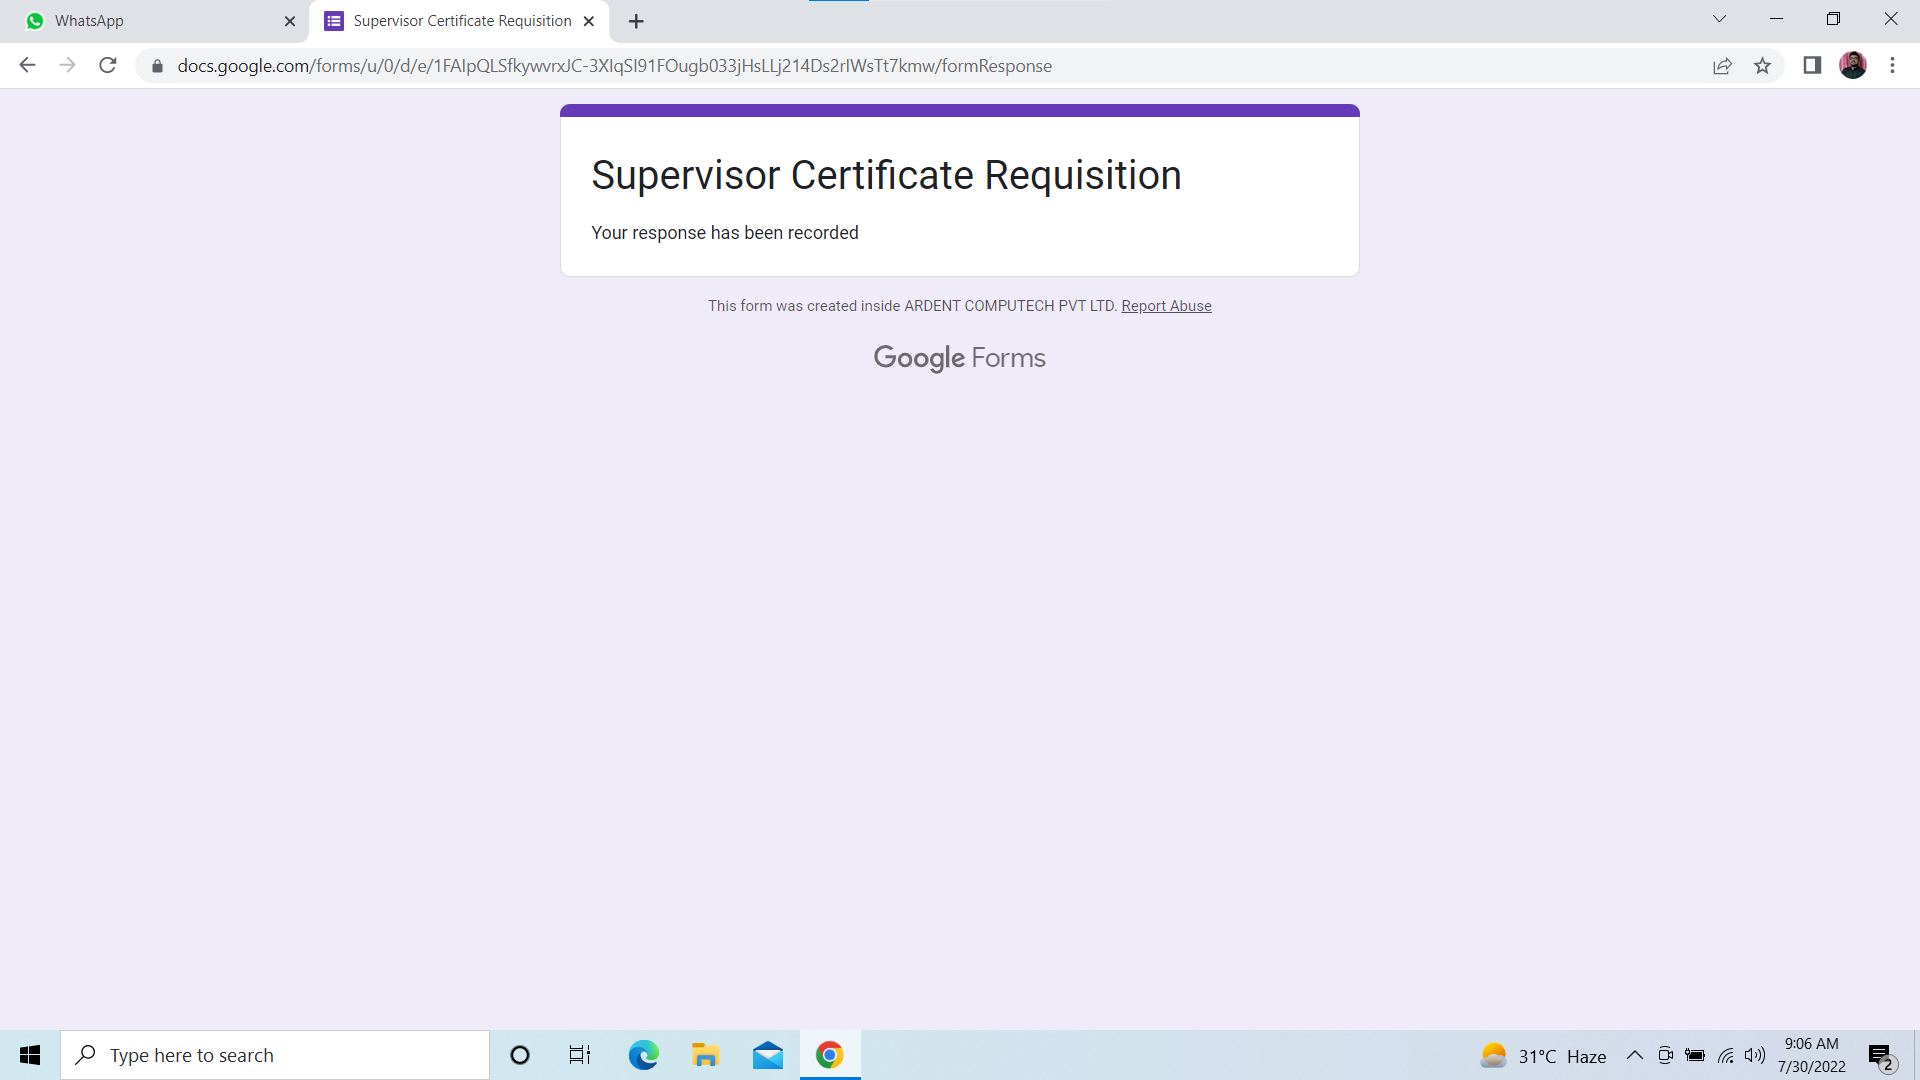 WhatsApp
Supervisor Certificate Requisition
docs.google.com/forms/u/0/d/e/1FAIpQLSfkywvrxJC-3XIqSI91FOugb033jHsLLj214Ds2rIWsTt7kmw/formResponse
Supervisor Certificate Requisition
Your response has been recorded
This form was created inside ARDENT COMPUTECH PVT LTD. Report Abuse
Google Forms
Type here to search
31°C Haze
9:06 AM
7/30/2022
2